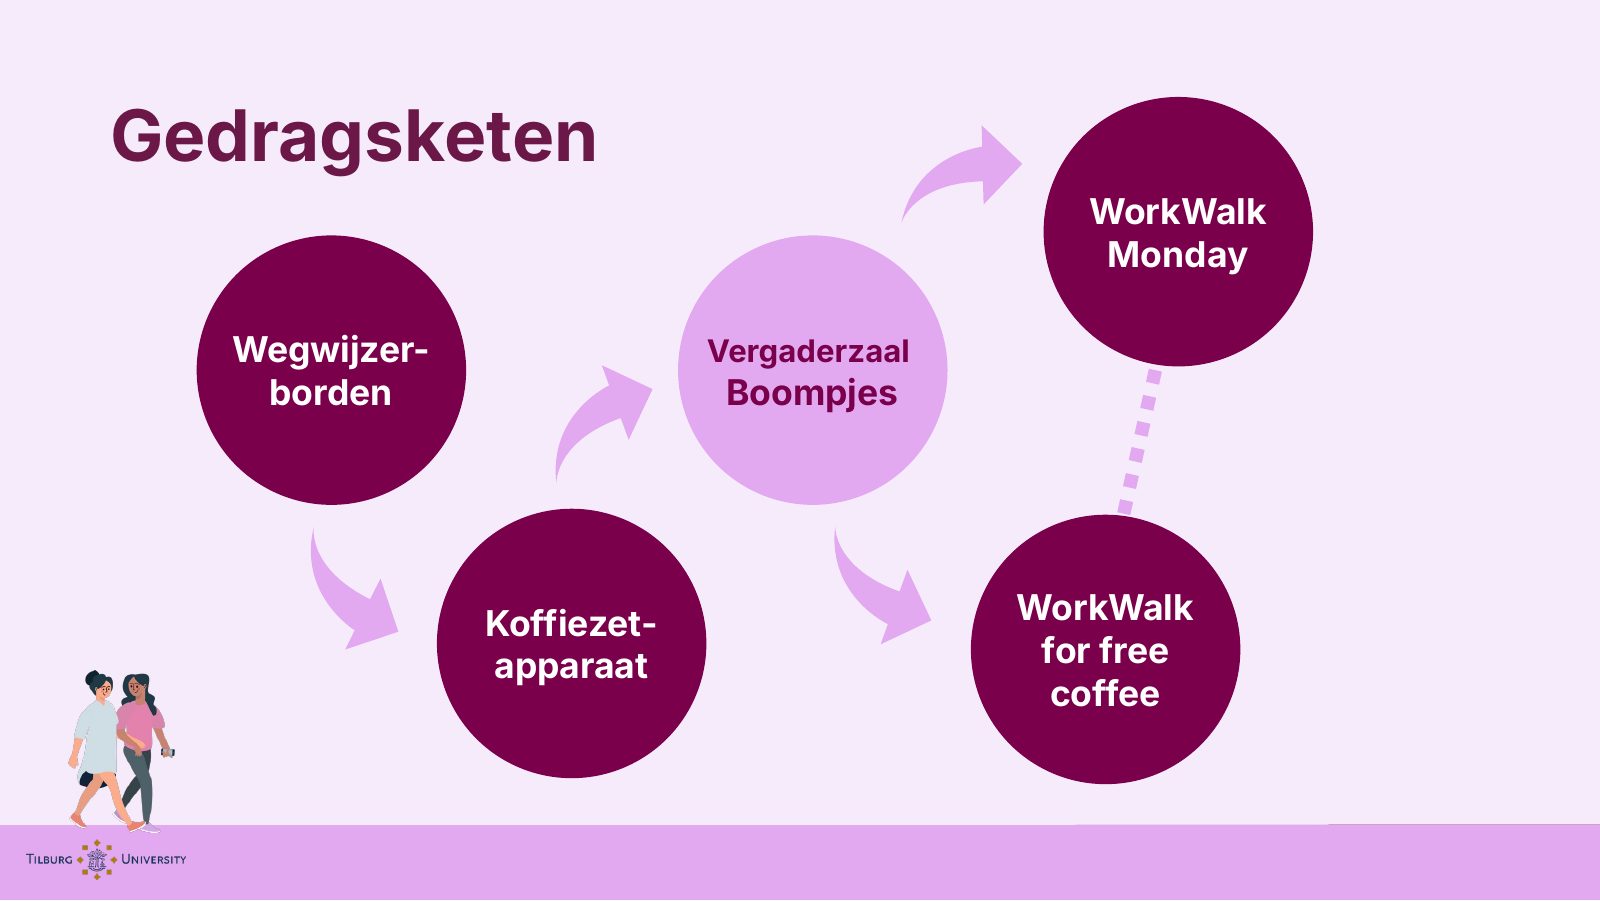 Gedragsketen
Wegwijzer-
borden
Koffiezet-
apparaat
Vergaderzaal
Boompjes
WorkWalk
Monday
WorkWalk
for free
coffee
TILBURG UNIVERSITY